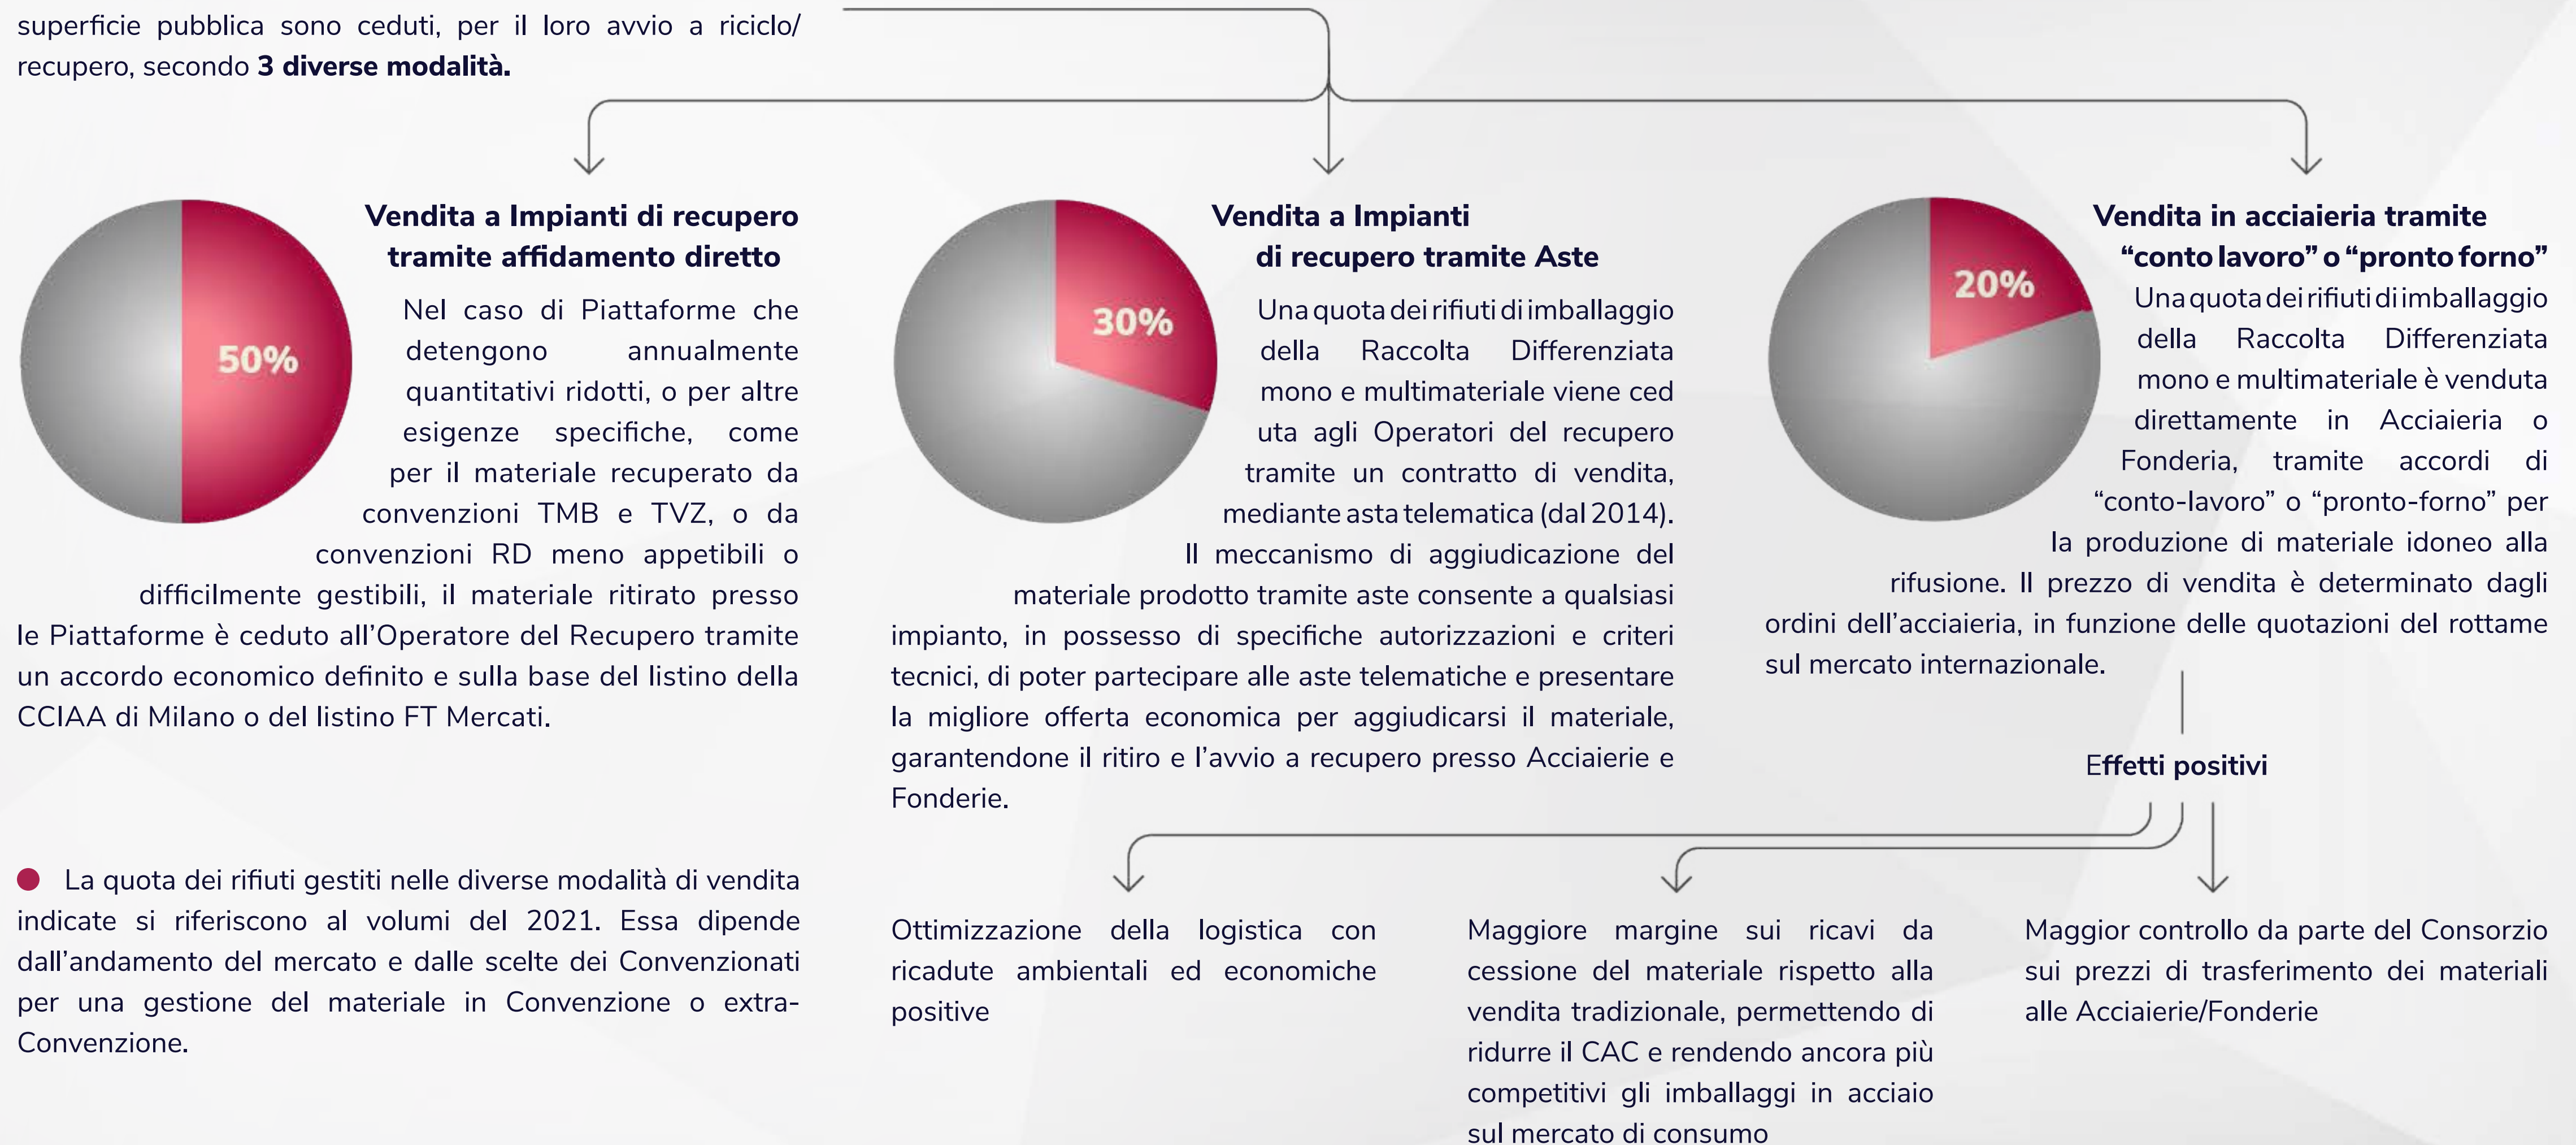 superficie pubblica sono ceduti, per il loro avvio a riciclo/
recupero, secondo 3 diverse modalità.
50%
Vendita a Impianti di recupero
tramite affidamento diretto
Nel caso di Piattaforme che
detengono annualmente
quantitativi ridotti, o per altre
esigenze specifiche, come
per il materiale recuperato da
convenzioni TMB e TVZ, o da
convenzioni RD meno appetibili o
difficilmente gestibili, il materiale ritirato presso
le Piattaforme è ceduto all'Operatore del Recupero tramite
un accordo economico definito e sulla base del listino della
CCIAA di Milano o del listino FT Mercati.
30%
Vendita a Impianti
di recupero tramite Aste
Una quota dei rifiuti di imballaggio
della Raccolta Differenziata
mono e multimateriale viene ced
uta agli Operatori del recupero
tramite un contratto di vendita,
mediante asta telematica (dal 2014).
Il meccanismo di aggiudicazione del
materiale prodotto tramite aste consente a qualsiasi
impianto, in possesso di specifiche autorizzazioni e criteri
tecnici, di poter partecipare alle aste telematiche e presentare
la migliore offerta economica per aggiudicarsi il materiale,
garantendone il ritiro e l'avvio a recupero presso Acciaierie e
Fonderie.
20%
Vendita in acciaieria tramite
“conto lavoro” o “pronto forno”
Una quota dei rifiuti di imballaggio
della Raccolta Differenziata
mono e multimateriale è venduta
direttamente in Acciaieria o
Fonderia, tramite accordi di
“conto-lavoro” o “pronto-forno” per
la produzione di materiale idoneo alla
rifusione. Il prezzo di vendita è determinato dagli
ordini dell'acciaieria, in funzione delle quotazioni del rottame
sul mercato internazionale.
Effetti positivi
La quota dei rifiuti gestiti nelle diverse modalità di vendita
indicate si riferiscono al volumi del 2021. Essa dipende
dall'andamento del mercato e dalle scelte dei Convenzionati
per una gestione del materiale in Convenzione o extra-
Convenzione.
Ottimizzazione della logistica con
ricadute ambientali ed economiche
positive
Maggiore margine sui ricavi da
cessione del materiale rispetto alla
vendita tradizionale, permettendo di
ridurre il CAC e rendendo ancora più
competitivi gli imballaggi in acciaio
sul mercato di consumo
Maggior controllo da parte del Consorzio
sui prezzi di trasferimento dei materiali
alle Acciaierie/Fonderie